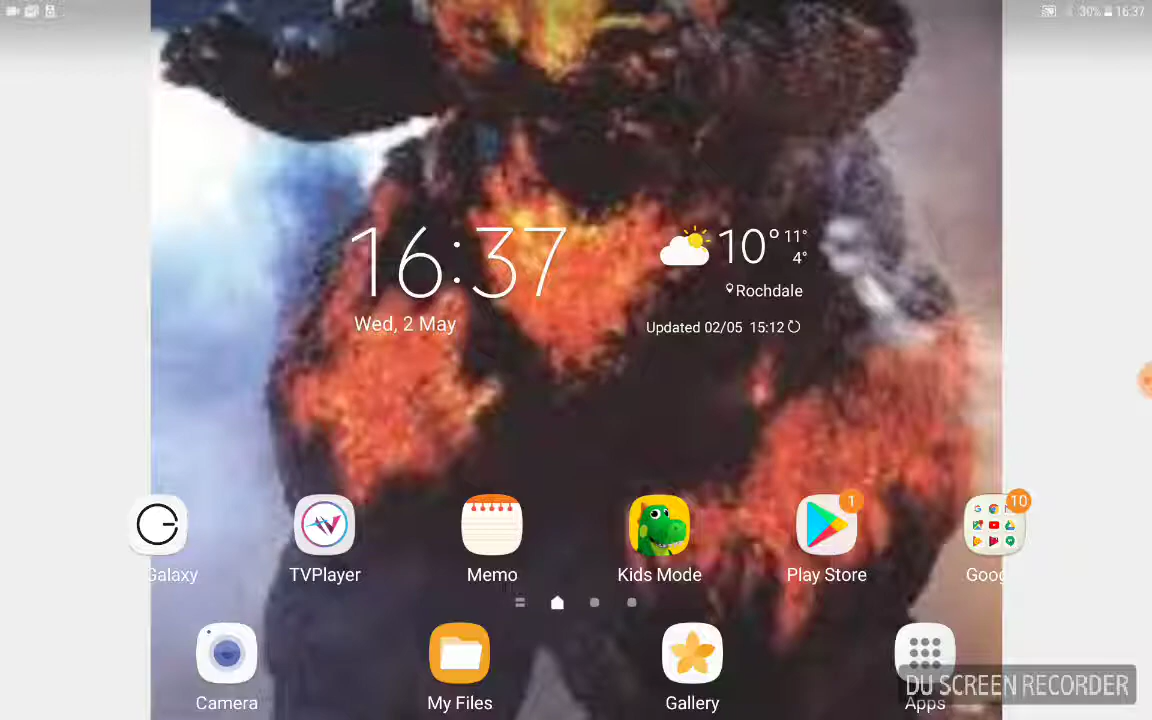 30% 16:37
16:37
10° 11°
4°
Rochdale
Wed, 2 May
Updated 02/05 15:12
1
10
Galaxy
TVPlayer
Memo
Kids Mode
Play Store
Goog
Camera
My Files
Gallery
Apps
DU SCREEN RECORDER